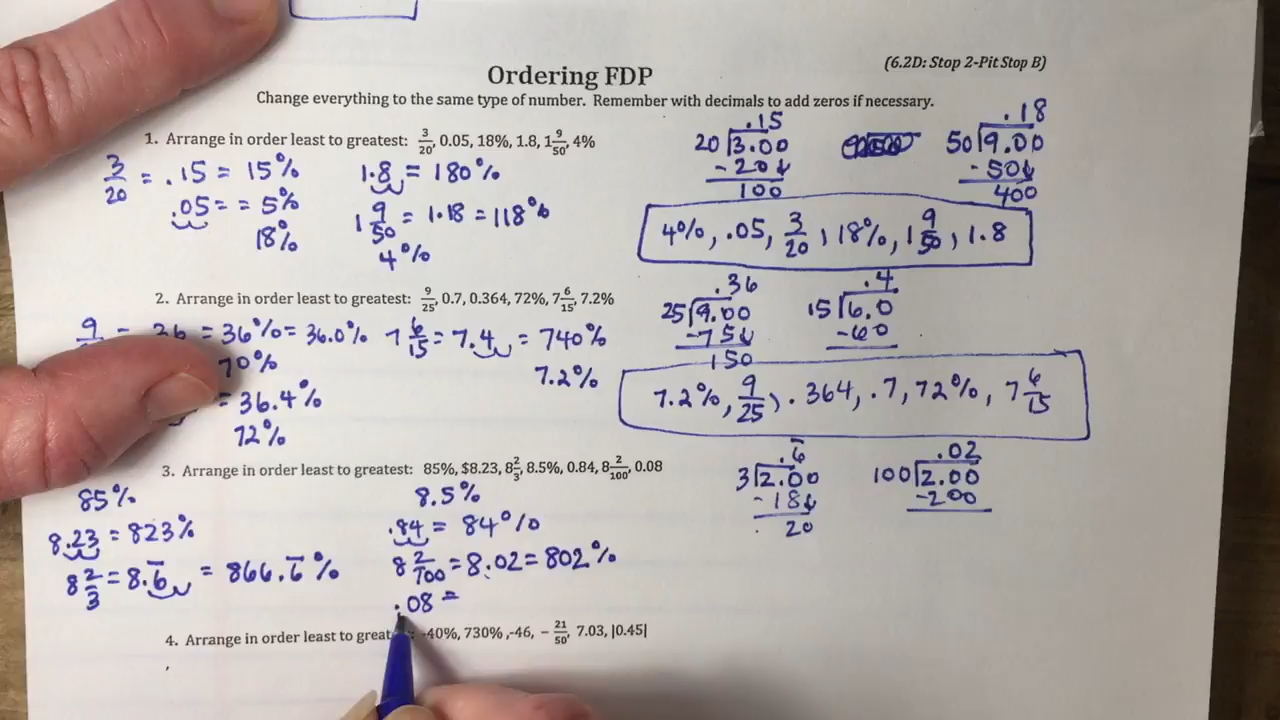 (6.2D: Stop 2-Pit Stop B)
Ordering FDP
Change everything to the same type of number. Remember with decimals to add zeros if necessary.
1. Arrange in order least to greatest: 3/20, 0.05, 18%, 1.8, 1 9/50, 4%
3/20 = .15 = 15%
.05 = = 5%
18%
1.8 = 180%
1 9/50 = 1.18 = 118%
4%
.15
20 3.00
-20
100
.18
50 9.00
-50
400
4%, .05, 3/20, 18%, 1 9/50, 1.8
2. Arrange in order least to greatest: 9/25, 0.7, 0.364, 72%, 7 6/15, 7.2%
= 36% = 36.0%
70%
= 36.4%
72%
7 6/15 = 7.4 = 740%
7.2%
.36
25 9.00
-75
150
.4
15 6.0
-60
7.2%, 9/25, .364, .7, 72%, 7 6/15
3. Arrange in order least to greatest: 85%, $8.23, 8 2/3, 8.5%, 0.84, 8 2/100, 0.08
85%
8.23 = 823%
8 2/3 = 8.6̅ = 866.6̅%
8.5%
.84 = 84%
8 2/100 = 8.02 = 802%
.08 =
.6̅
3 2.00
-18
20
.02
100 2.00
-200
4. Arrange in order least to -40%, 730% ,-46, - 21/50, 7.03, |0.45|